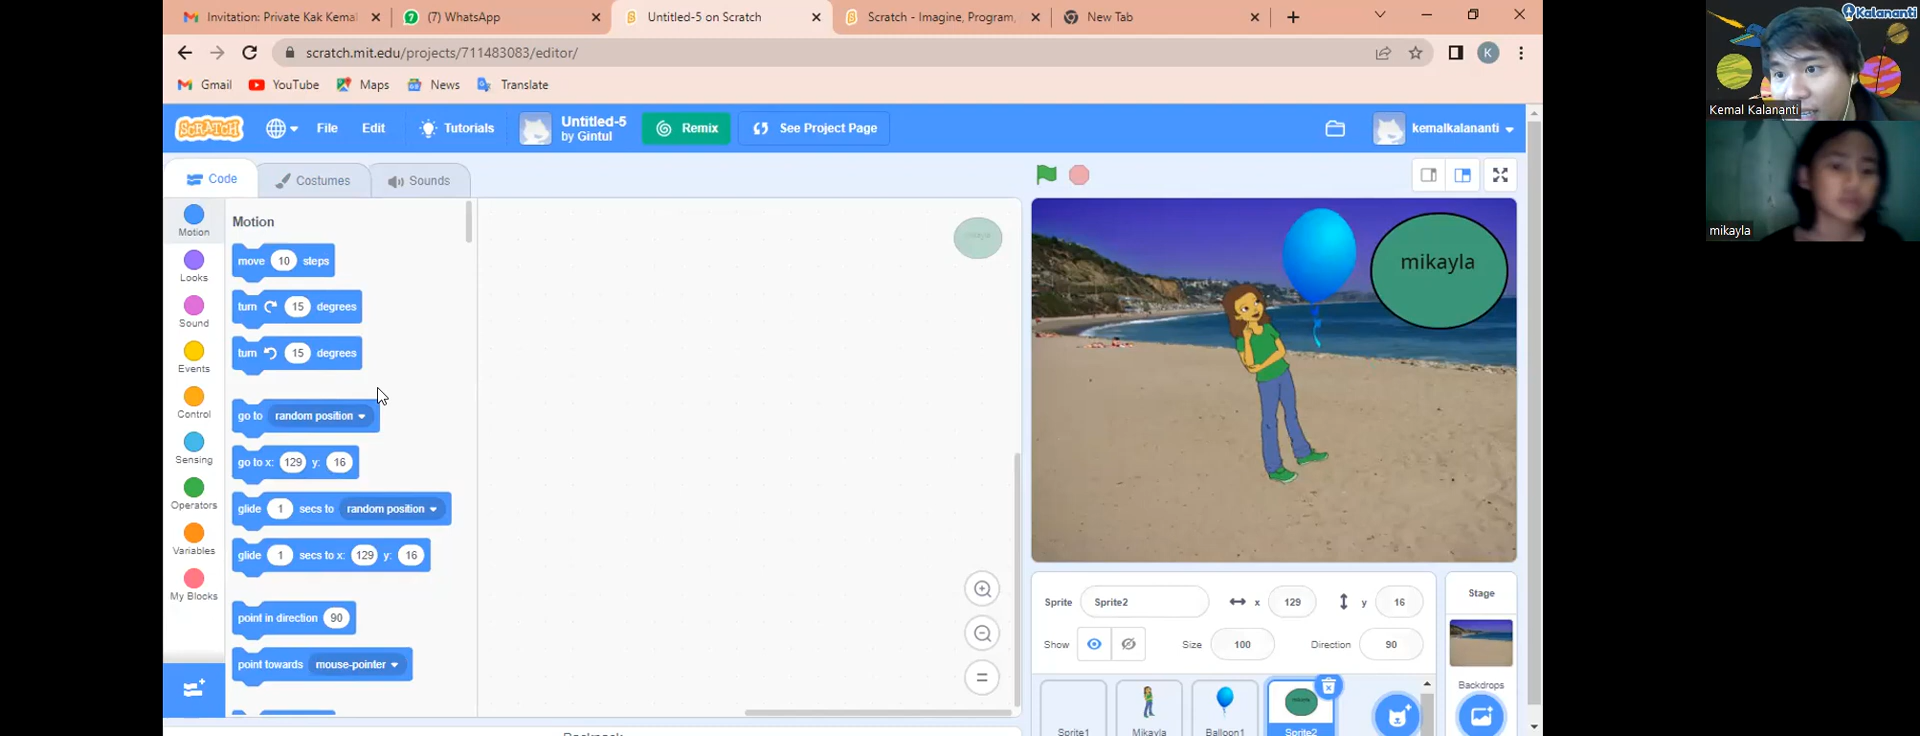 Invitation: Private Kak Kemal
(7) WhatsApp
Untitled-5 on Scratch
Scratch - Imagine, Program,
New Tab
scratch.mit.edu/projects/711483083/editor/
K
Gmail
YouTube
Maps
News
Translate
SCRATCH
File
Edit
Tutorials
Untitled-5
by Gintul
Remix
See Project Page
kemalkalananti
Code
Costumes
Sounds
Motion
Looks
Sound
Events
Control
Sensing
Operators
Variables
My Blocks
Motion
move 10 steps
turn 15 degrees
turn 15 degrees
go to random position
go to x: 129 y: 16
glide 1 secs to random position
glide 1 secs to x: 129 y: 16
point in direction 90
point towards mouse-pointer
mikayla
Sprite Sprite2 x 129 y 16
Show Size 100 Direction 90
Sprite1
Mikayla
Balloon1
Sprite2
Stage
Backdrops
Kalananti
Kemal Kalananti
mikayla